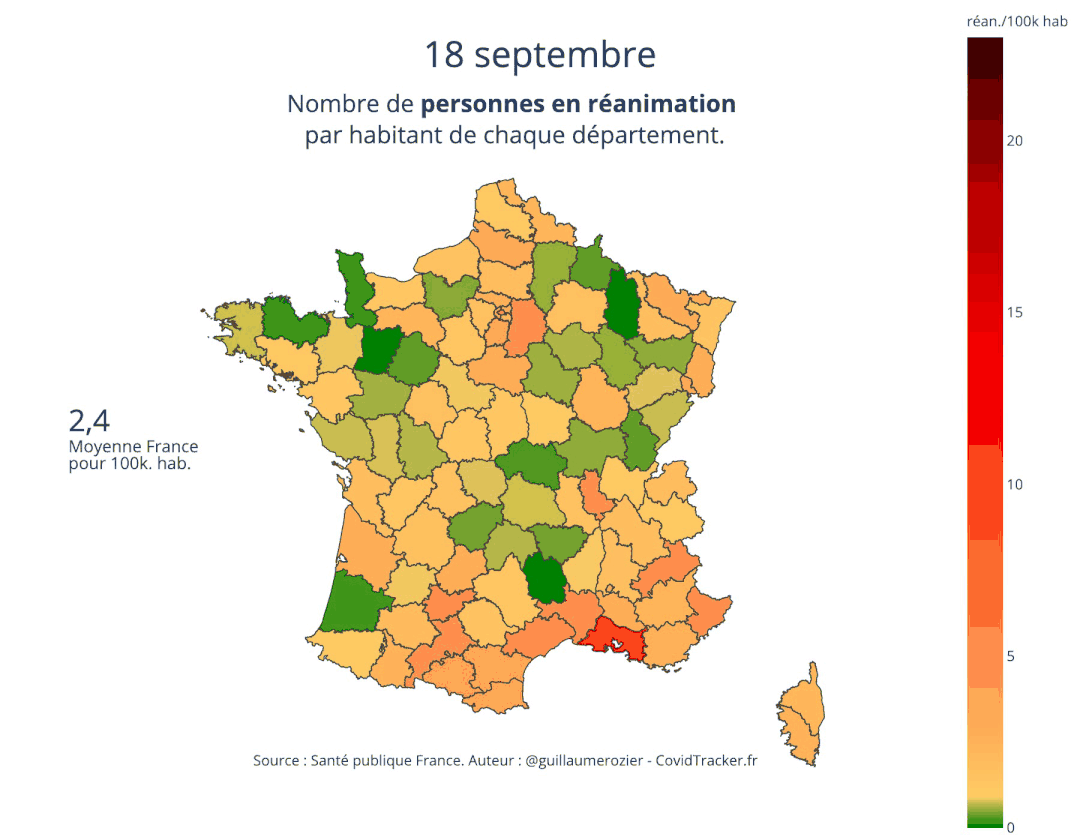 réan./100k hab
18 septembre
Nombre de personnes en réanimation
par habitant de chaque département.
20
15
10
5
0
2,4
Moyenne France
pour 100k. hab.
Source : Santé publique France. Auteur : @guillaumerozier - CovidTracker.fr